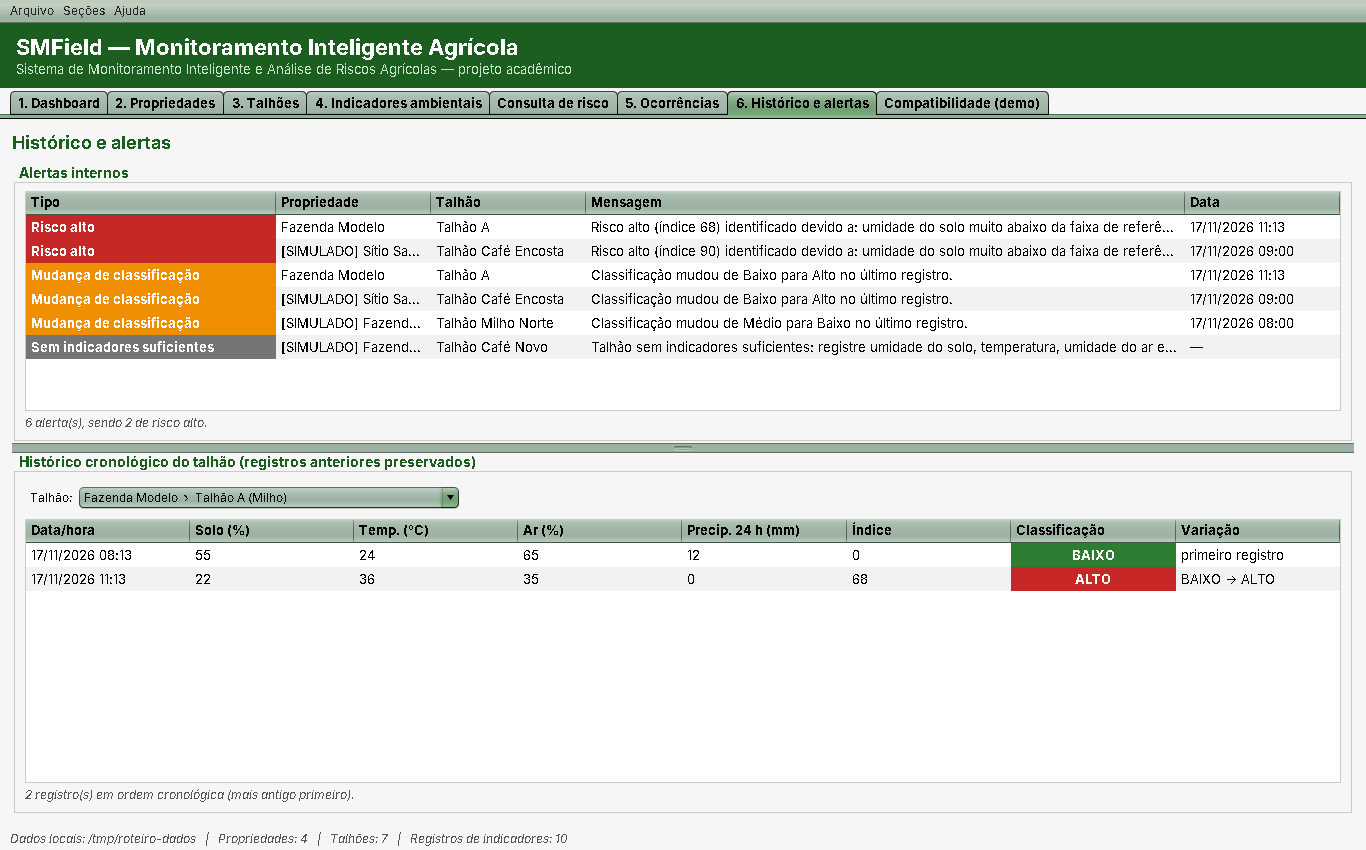 Arquivo Seções Ajuda
SMField — Monitoramento Inteligente Agrícola
Sistema de Monitoramento Inteligente e Análise de Riscos Agrícolas — projeto acadêmico
1. Dashboard 2. Propriedades 3. Talhões 4. Indicadores ambientais Consulta de risco 5. Ocorrências 6. Histórico e alertas Compatibilidade (demo)
Histórico e alertas
Alertas internos
Tipo Propriedade Talhão Mensagem Data
Risco alto Fazenda Modelo Talhão A Risco alto (índice 68) identificado devido a: umidade do solo muito abaixo da faixa de referê... 17/11/2026 11:13
Risco alto [SIMULADO] Sítio Sa... Talhão Café Encosta Risco alto (índice 90) identificado devido a: umidade do solo muito abaixo da faixa de referê... 17/11/2026 09:00
Mudança de classificação Fazenda Modelo Talhão A Classificação mudou de Baixo para Alto no último registro. 17/11/2026 11:13
Mudança de classificação [SIMULADO] Sítio Sa... Talhão Café Encosta Classificação mudou de Baixo para Alto no último registro. 17/11/2026 09:00
Mudança de classificação [SIMULADO] Fazend... Talhão Milho Norte Classificação mudou de Médio para Baixo no último registro. 17/11/2026 08:00
Sem indicadores suficientes [SIMULADO] Fazend... Talhão Café Novo Talhão sem indicadores suficientes: registre umidade do solo, temperatura, umidade do ar e... —
6 alerta(s), sendo 2 de risco alto.
Histórico cronológico do talhão (registros anteriores preservados)
Talhão: Fazenda Modelo › Talhão A (Milho)
Data/hora Solo (%) Temp. (°C) Ar (%) Precip. 24 h (mm) Índice Classificação Variação
17/11/2026 08:13 55 24 65 12 0 BAIXO primeiro registro
17/11/2026 11:13 22 36 35 0 68 ALTO BAIXO → ALTO
2 registro(s) em ordem cronológica (mais antigo primeiro).
Dados locais: /tmp/roteiro-dados | Propriedades: 4 | Talhões: 7 | Registros de indicadores: 10